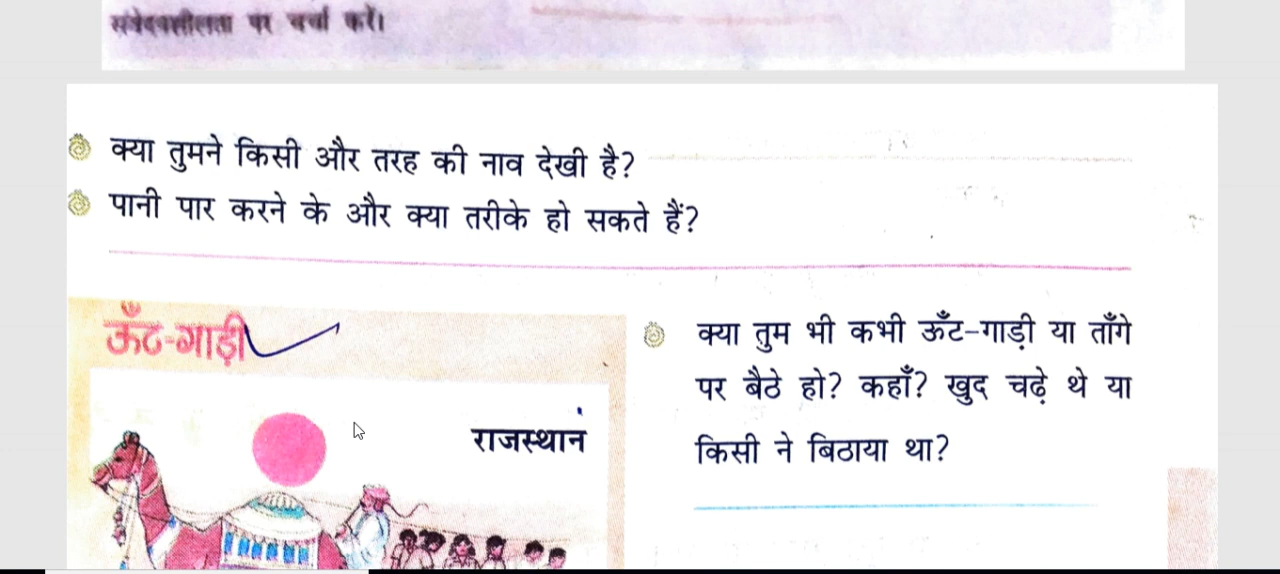 संवेदनशीलता पर चर्चा करें।
क्या तुमने किसी और तरह की नाव देखी है?
पानी पार करने के और क्या तरीके हो सकते हैं?
ऊँट-गाड़ी
राजस्थान
क्या तुम भी कभी ऊँट-गाड़ी या ताँगे
पर बैठे हो? कहाँ? खुद चढ़े थे या
किसी ने बिठाया था?